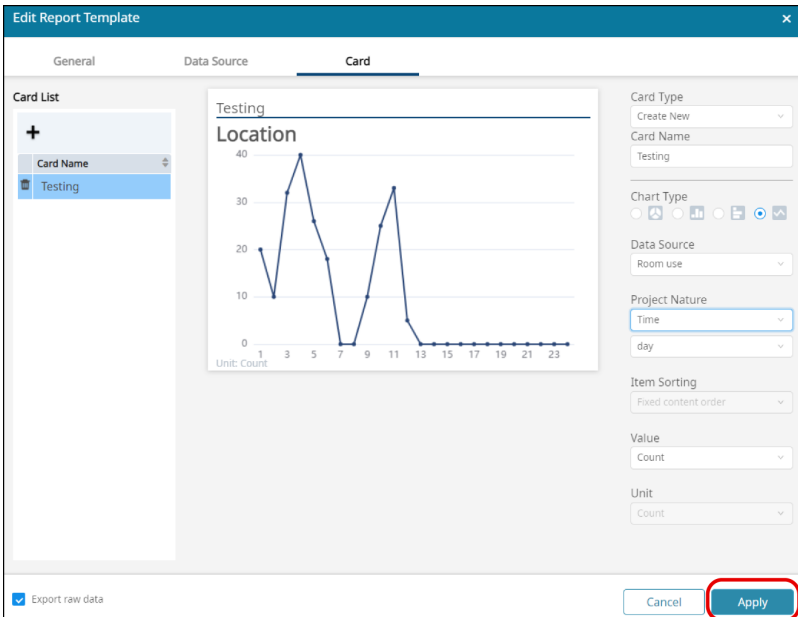 Edit Report Template
General Data Source Card
Card List
Card Name
Testing
Testing
Location
40
30
20
10
0
1 3 5 7 9 11 13 15 17 19 21 23
Unit: Count
Card Type
Create New
Card Name
Testing
Chart Type
Data Source
Room use
Project Nature
Time
day
Item Sorting
Fixed content order
Value
Count
Unit
Count
Export raw data
Cancel Apply